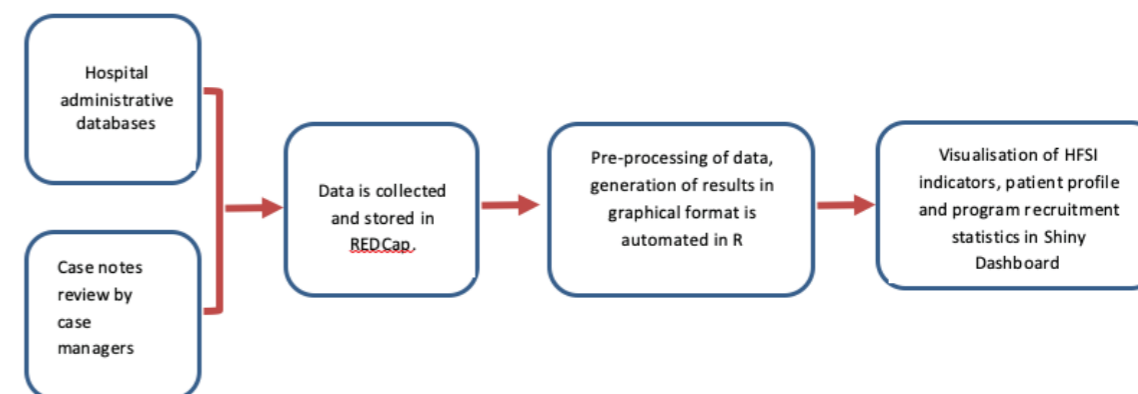 Hospital
administrative
databases
Case notes
review by
case
managers
Data is collected
and stored in
REDCap.
Pre-processing of data,
generation of results in
graphical format is
automated in R
Visualisation of HFSI
indicators, patient profile
and program recruitment
statistics in Shiny
Dashboard